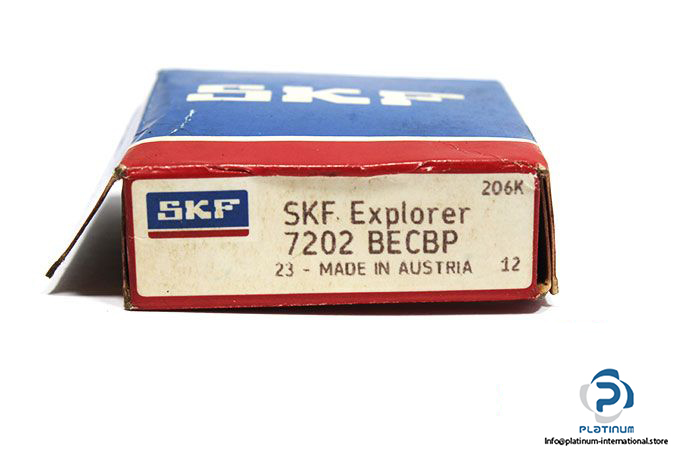 SKF
206K
SKF
SKF Explorer
7202 BECBP
23 - MADE IN AUSTRIA 12
PLATINUM
Info@platinum-international.store